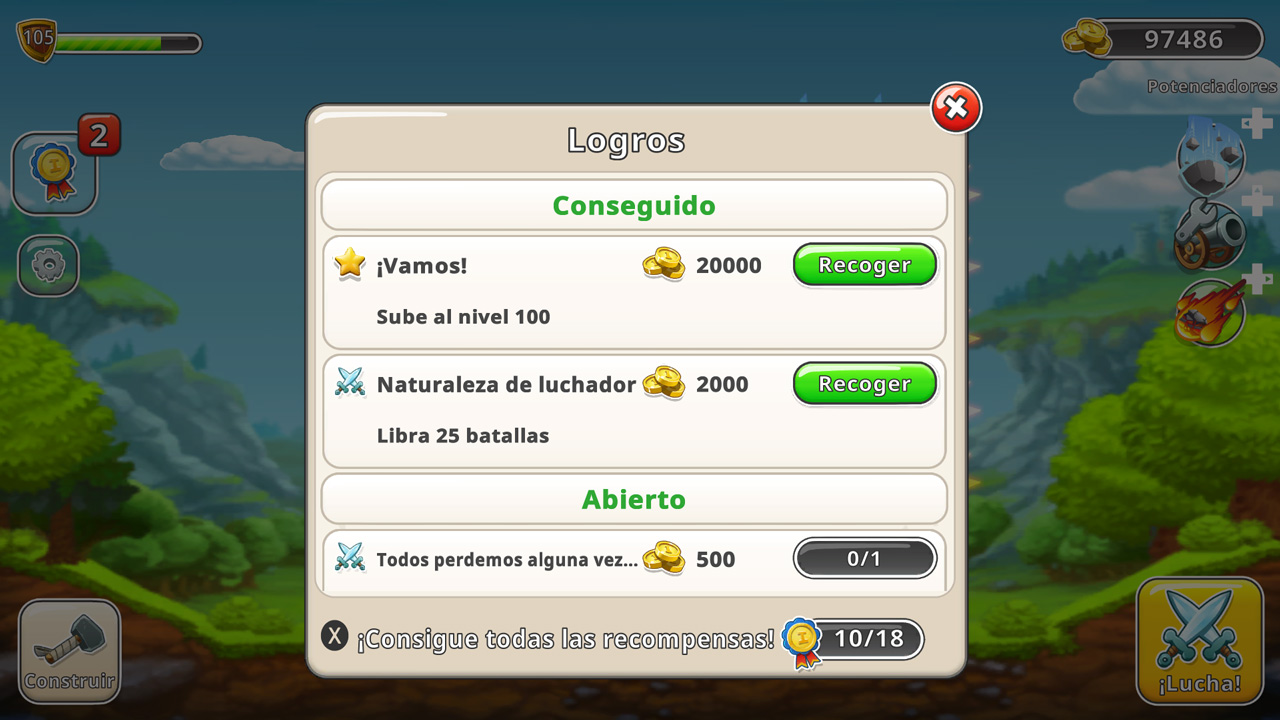 105
97486
Potenciadores
2
Logros
Conseguido
¡Vamos!
20000
Recoger
Sube al nivel 100
Naturaleza de luchador
2000
Recoger
Libra 25 batallas
Abierto
Todos perdemos alguna vez...
500
0/1
X ¡Consigue todas las recompensas!
10/18
Construir
¡Lucha!